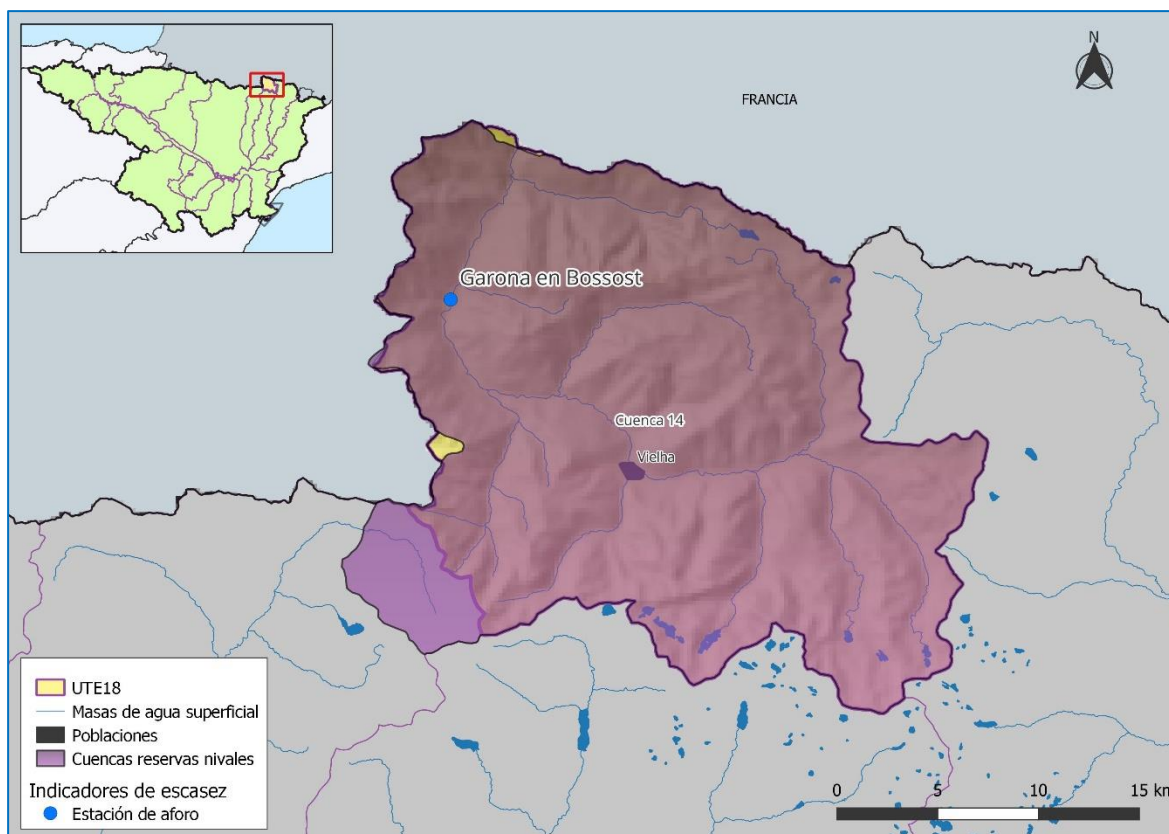 N
FRANCIA
Garona en Bossost
Cuenca 14
Vielha
UTE18
Masas de agua superficial
Poblaciones
Cuencas reservas nivales
Indicadores de escasez
Estación de aforo
0 5 10 15 km